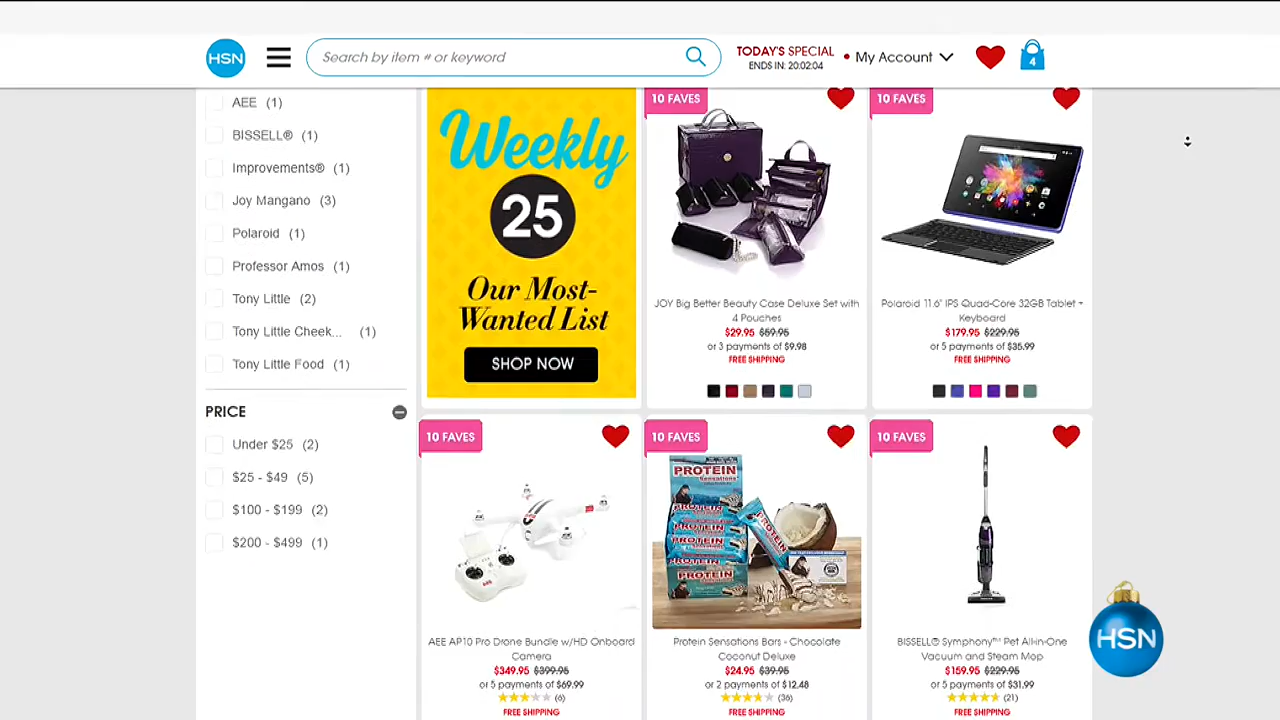 HSN
Search by item # or keyword
TODAY'S SPECIAL
ENDS IN: 20:02:04
My Account
4
AEE (1)
BISSELL® (1)
Improvements® (1)
Joy Mangano (3)
Polaroid (1)
Professor Amos (1)
Tony Little (2)
Tony Little Cheek... (1)
Tony Little Food (1)
PRICE
Under $25 (2)
$25 - $49 (5)
$100 - $199 (2)
$200 - $499 (1)
Weekly
25
Our Most-
Wanted List
SHOP NOW
10 FAVES
JOY Big Better Beauty Case Deluxe Set with
4 Pouches
$29.95 $59.95
or 3 payments of $9.98
FREE SHIPPING
10 FAVES
Polaroid 11.6" IPS Quad-Core 32GB Tablet +
Keyboard
$179.95 $229.95
or 5 payments of $35.99
FREE SHIPPING
10 FAVES
AEE AP10 Pro Drone Bundle w/HD Onboard
Camera
$349.95 $399.95
or 5 payments of $69.99
(6)
FREE SHIPPING
10 FAVES
PROTEIN
Sensations
PROTEIN
PROTEIN
PROTEIN
PROTEIN
PROTEIN
Protein Sensations Bars - Chocolate
Coconut Deluxe
$24.95 $39.95
or 2 payments of $12.48
(36)
FREE SHIPPING
10 FAVES
BISSELL® Symphony™ Pet All-in-One
Vacuum and Steam Mop
$159.95 $229.95
or 5 payments of $31.99
(21)
FREE SHIPPING
HSN